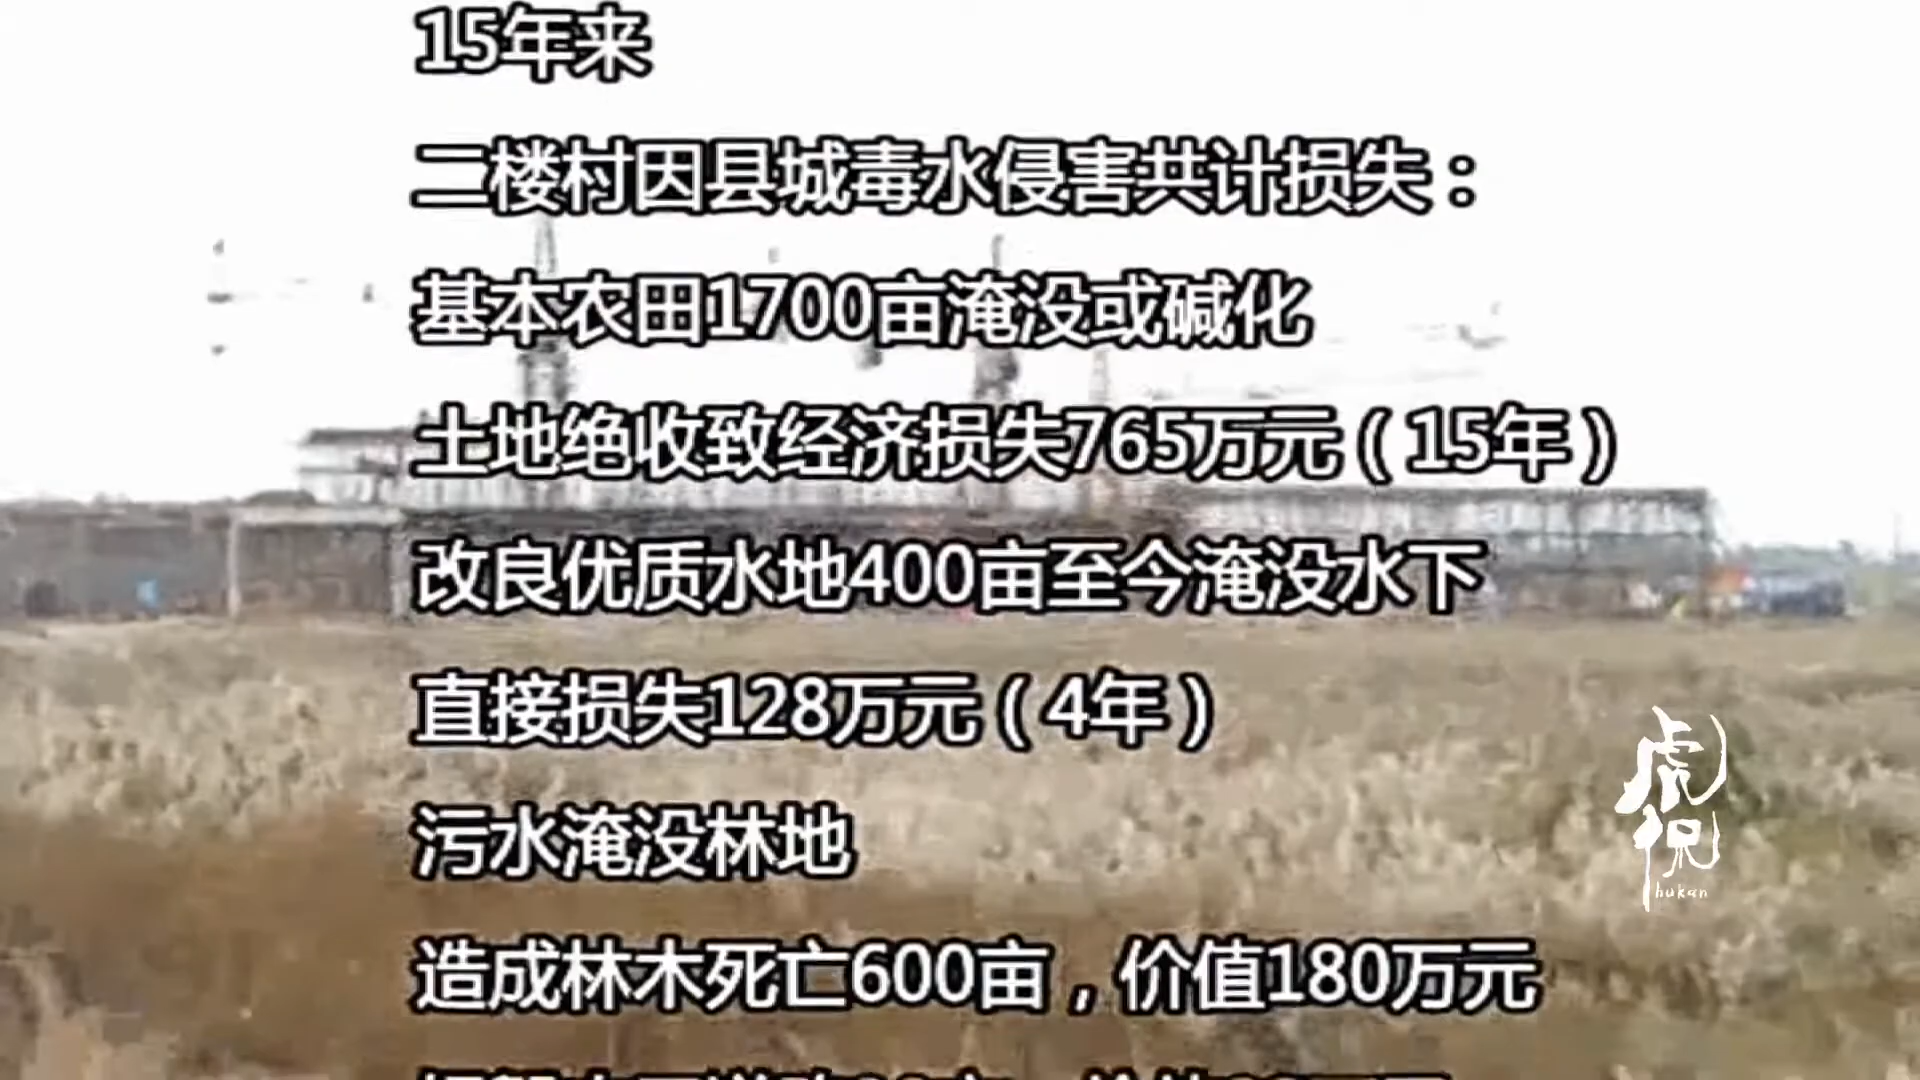 15年来
二楼村因县城毒水侵害共计损失：
基本农田1700亩淹没或碱化
土地绝收致经济损失765万元（15年）
改良优质水地400亩至今淹没水下
直接损失128万元（4年）
污水淹没林地
造成林木死亡600亩，价值180万元
虎侃
hukan